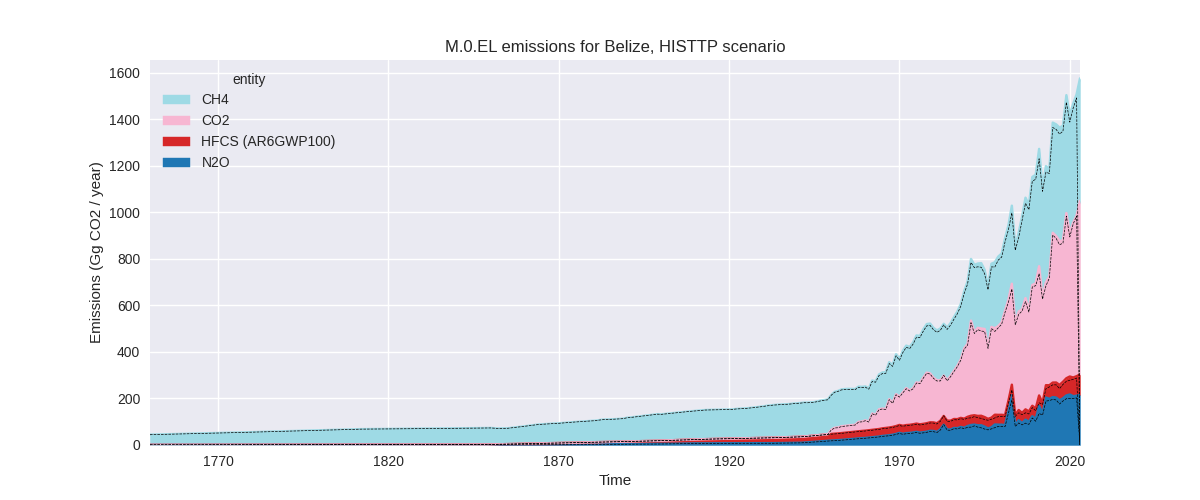 M.0.EL emissions for Belize, HISTTP scenario
entity
CH4
CO2
HFCS (AR6GWP100)
N2O
Emissions (Gg CO2 / year)
1600
1400
1200
1000
800
600
400
200
0
1770 1820 1870 1920 1970 2020
Time